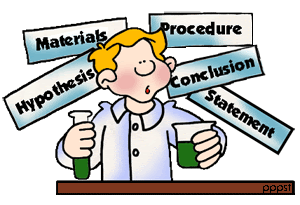 Materials
Procedure
Hypothesis
Conclusion
Statement
pppst